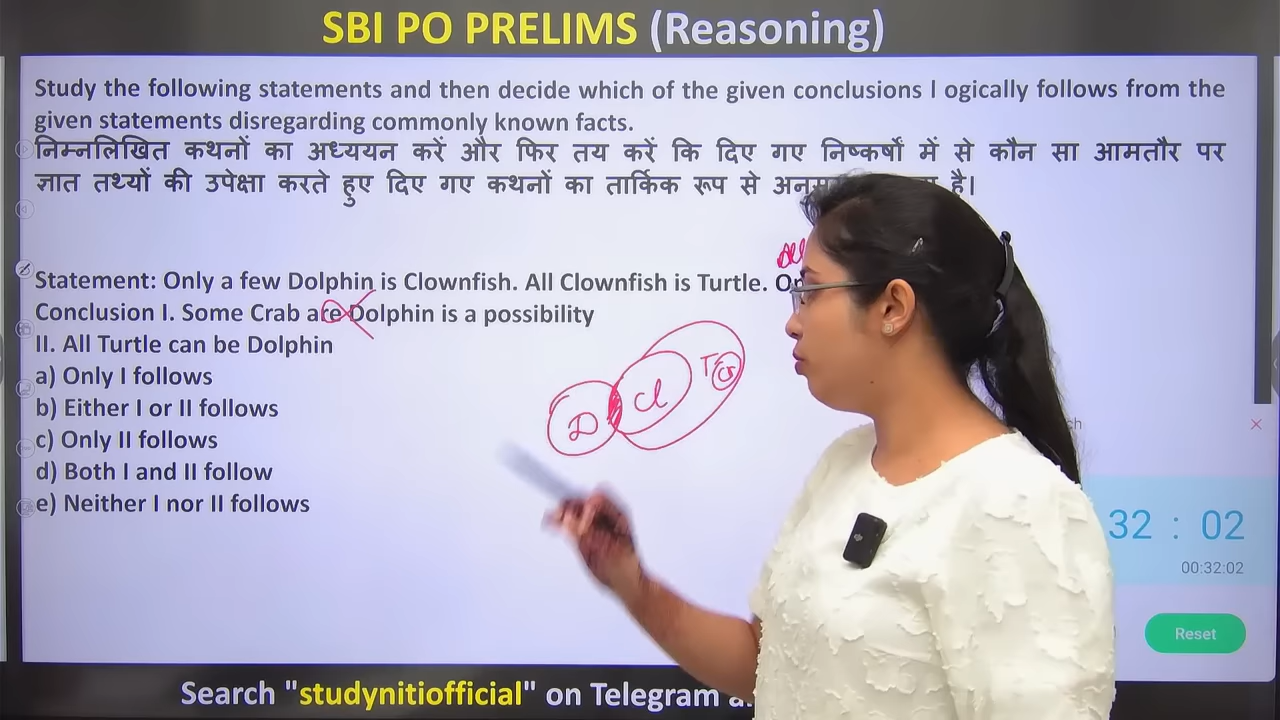 SBI PO PRELIMS (Reasoning)
Study the following statements and then decide which of the given conclusions l ogically follows from the
given statements disregarding commonly known facts.
निम्नलिखित कथनों का अध्ययन करें और फिर तय करें कि दिए गए निष्कर्षों में से कौन सा आमतौर पर
ज्ञात तथ्यों की उपेक्षा करते हुए दिए गए कथनों का तार्किक रूप से है।
All
Statement: Only a few Dolphin is Clownfish. All Clownfish is Turtle.
Conclusion I. Some Crab are Dolphin is a possibility
II. All Turtle can be Dolphin
a) Only I follows
b) Either I or II follows
c) Only II follows
d) Both I and II follow
e) Neither I nor II follows
D Cl T Cr
32 : 02
00:32:02
Reset
Search "studynitiofficial" on Telegram